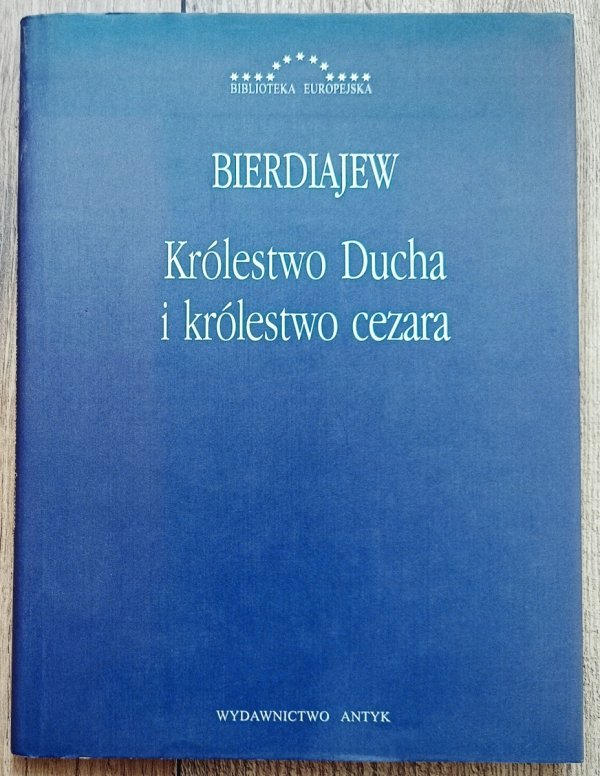 BIBLIOTEKA EUROPEJSKA
BIERDIAJEW
Królestwo Ducha
i królestwo cezara
WYDAWNICTWO ANTYK